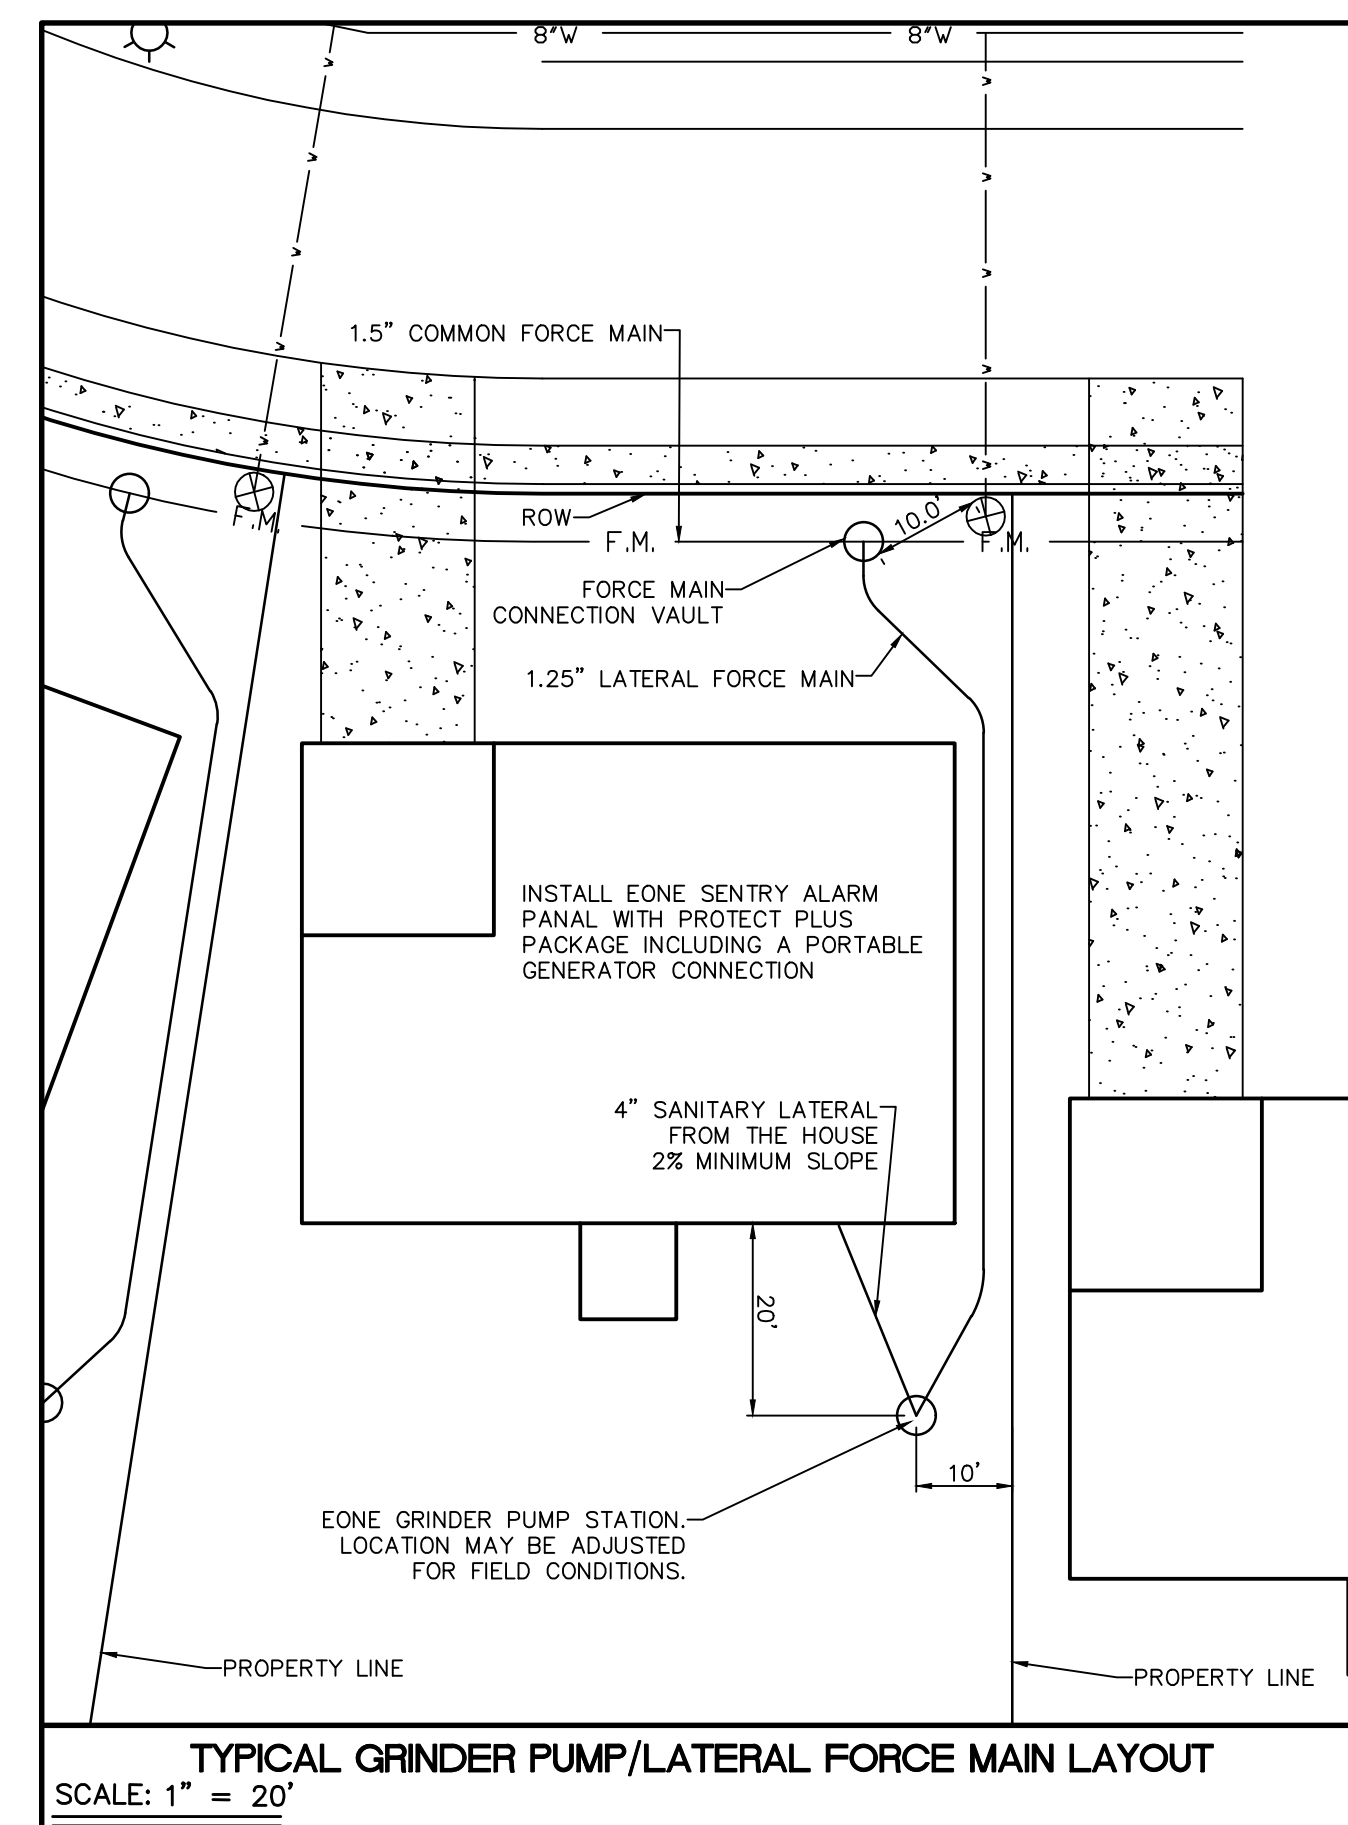 8"W 8"W
1.5" COMMON FORCE MAIN
10.0'
ROW
F.M. F.M. F.M.
FORCE MAIN
CONNECTION VAULT
1.25" LATERAL FORCE MAIN
INSTALL EONE SENTRY ALARM
PANAL WITH PROTECT PLUS
PACKAGE INCLUDING A PORTABLE
GENERATOR CONNECTION
4" SANITARY LATERAL
FROM THE HOUSE
2% MINIMUM SLOPE
20'
10'
EONE GRINDER PUMP STATION.
LOCATION MAY BE ADJUSTED
FOR FIELD CONDITIONS.
PROPERTY LINE
PROPERTY LINE
TYPICAL GRINDER PUMP/LATERAL FORCE MAIN LAYOUT
SCALE: 1" = 20'